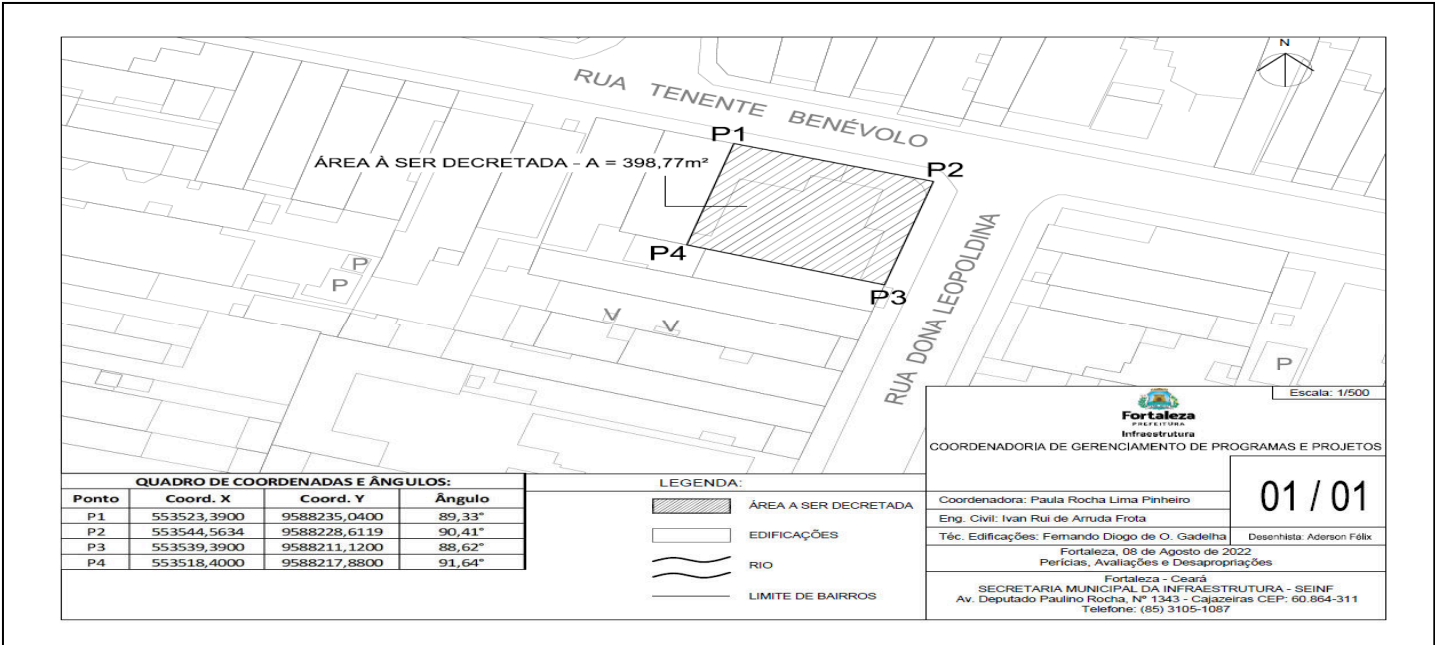 N
RUA TENENTE BENÉVOLO
P1
ÁREA À SER DECRETADA - A = 398,77m²
P2
P4
P3
RUA DONA LEOPOLDINA
P
P
V
V
P
Escala: 1/500
Fortaleza
PREFEITURA
Infraestrutura
COORDENADORIA DE GERENCIAMENTO DE PROGRAMAS E PROJETOS
QUADRO DE COORDENADAS E ÂNGULOS:
Ponto Coord. X Coord. Y Ângulo
P1 553523,3900 9588235,0400 89,33°
P2 553544,5634 9588228,6119 90,41°
P3 553539,3900 9588211,1200 88,62°
P4 553518,4000 9588217,8800 91,64°
LEGENDA:
ÁREA A SER DECRETADA
EDIFICAÇÕES
RIO
LIMITE DE BAIRROS
Coordenadora: Paula Rocha Lima Pinheiro
Eng. Civil: Ivan Rui de Arruda Frota
Téc. Edificações: Fernando Diogo de O. Gadelha
01 / 01
Desenhista: Aderson Félix
Fortaleza, 08 de Agosto de 2022
Perícias, Avaliações e Desapropriações
Fortaleza - Ceará
SECRETARIA MUNICIPAL DA INFRAESTRUTURA - SEINF
Av. Deputado Paulino Rocha, Nº 1343 - Cajazeiras CEP: 60.864-311
Telefone: (85) 3105-1087